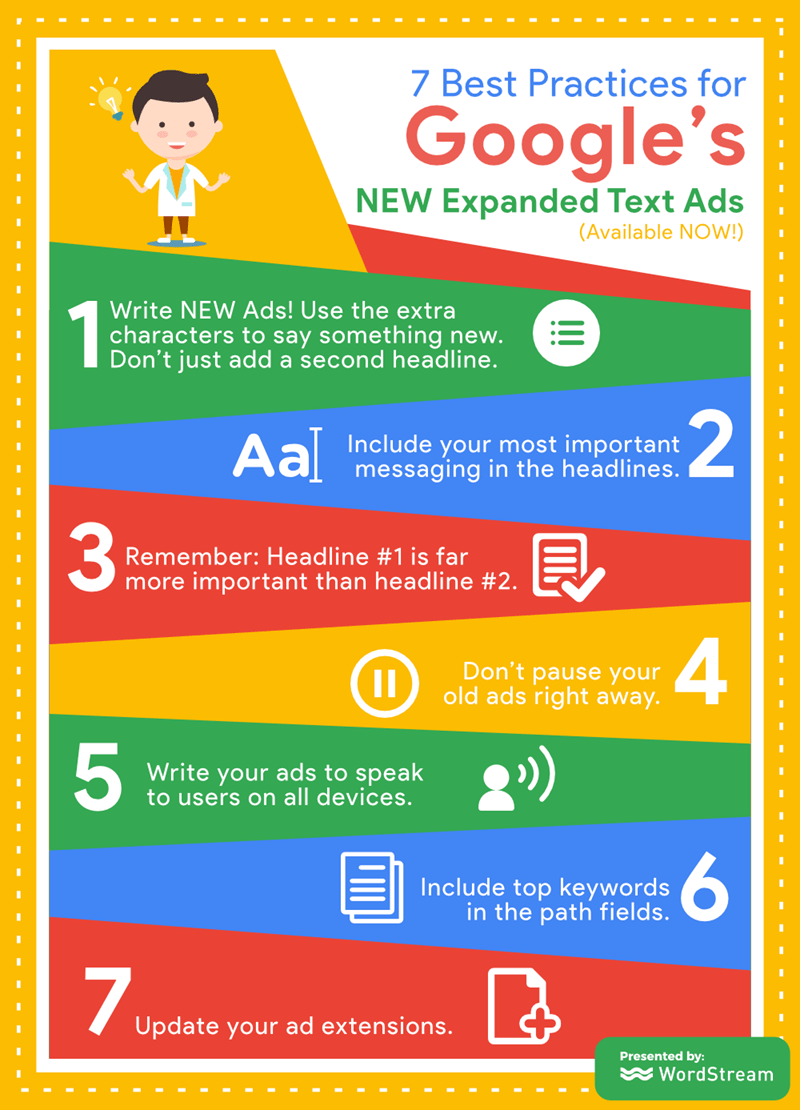 7 Best Practices for
Google's
NEW Expanded Text Ads
(Available NOW!)
1
Write NEW Ads! Use the extra
characters to say something new.
Don't just add a second headline.
Aa
Include your most important
messaging in the headlines.
2
3
Remember: Headline #1 is far
more important than headline #2.
Don't pause your
old ads right away.
4
5
Write your ads to speak
to users on all devices.
Include top keywords
in the path fields.
6
7
Update your ad extensions.
Presented by:
WordStream